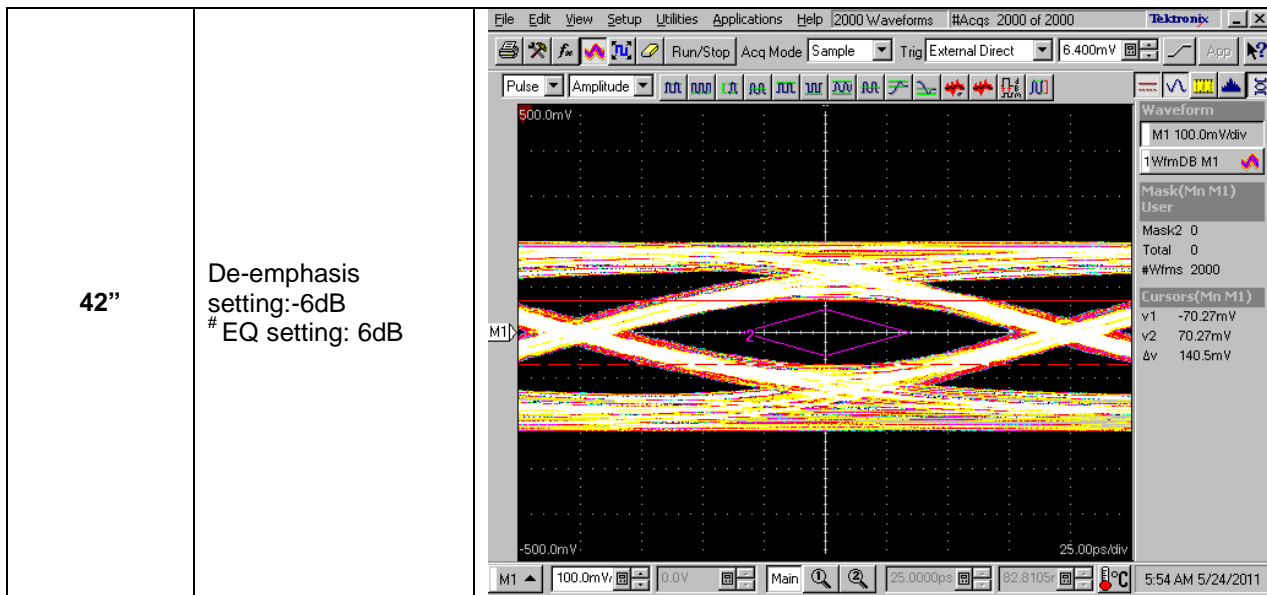 42”
De-emphasis
setting:-6dB
# EQ setting: 6dB
File Edit View Setup Utilities Applications Help 2000 Waveforms #Acqs 2000 of 2000 Tektronix
Run/Stop Acq Mode Sample Trig External Direct 6.400mV App
Pulse Amplitude
500.0mV
Waveform
M1 100.0mV/div
1WfmDB M1
Mask(Mn M1)
User
Mask2 0
Total 0
#Wfms 2000
Cursors(Mn M1)
v1 -70.27mV
v2 70.27mV
Δv 140.5mV
M1
2
-500.0mV
25.00ps/div
M1 100.0mV/ 0.0V Main 1 2 25.0000ps 82.8105r °C 5:54 AM 5/24/2011